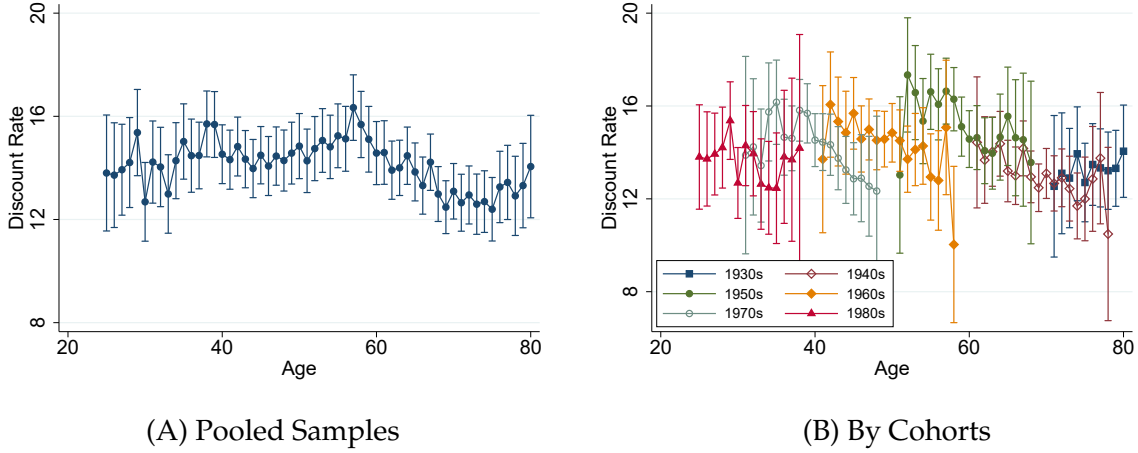 20
16
12
8
Discount Rate
20 40 60 80
Age
(A) Pooled Samples
20
16
12
8
Discount Rate
1930s 1940s
1950s 1960s
1970s 1980s
20 40 60 80
Age
(B) By Cohorts